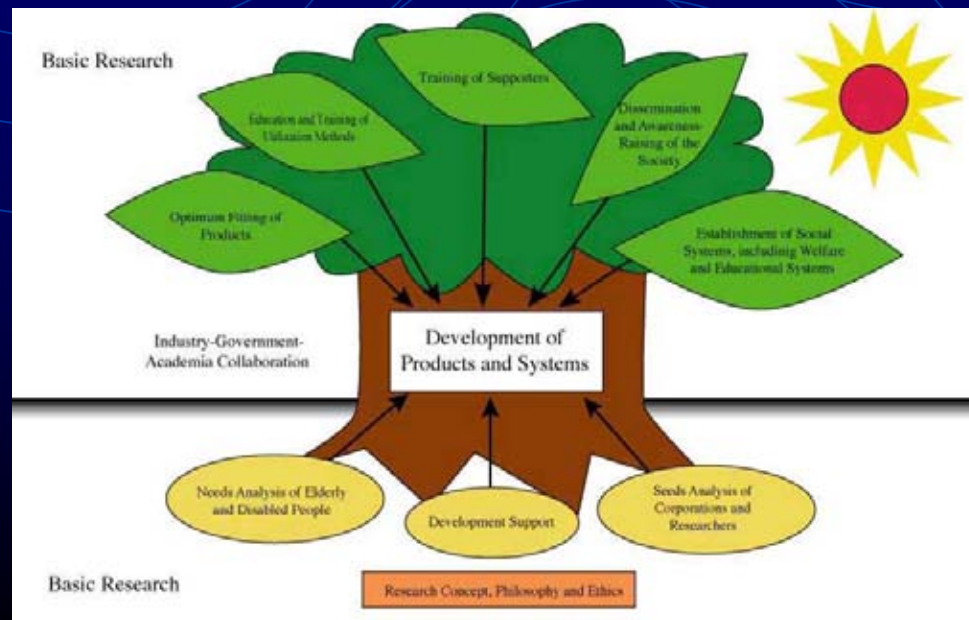 Basic Research
Training of Supporters
Education and Training of
Utilization Methods
Dissemination
and Awareness-
Raising of the
Society
Optimum Fitting of
Products
Establishment of Social
Systems, includiing Welfare
and Educational Systems
Industry-Government-
Academia Collaboration
Development of
Products and Systems
Needs Analysis of Elderly
and Disabled People
Development Support
Seeds Analysis of
Corporations and
Researchers
Basic Research
Research Concept, Philosophy and Ethics